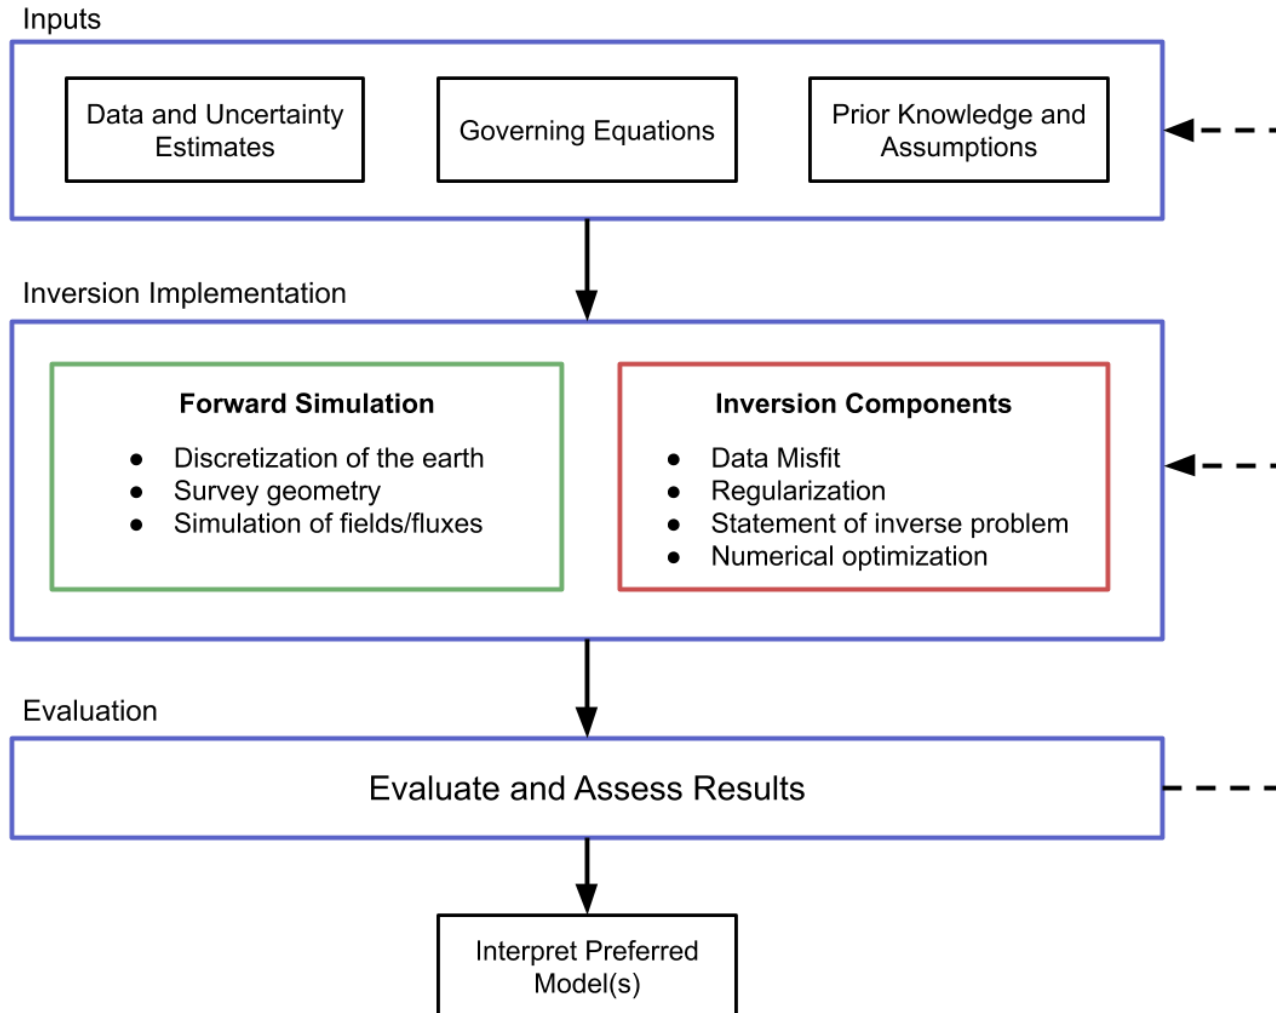 Inputs
Data and Uncertainty
Estimates
Governing Equations
Prior Knowledge and
Assumptions
Inversion Implementation
Forward Simulation
● Discretization of the earth
● Survey geometry
● Simulation of fields/fluxes
Inversion Components
● Data Misfit
● Regularization
● Statement of inverse problem
● Numerical optimization
Evaluation
Evaluate and Assess Results
Interpret Preferred
Model(s)